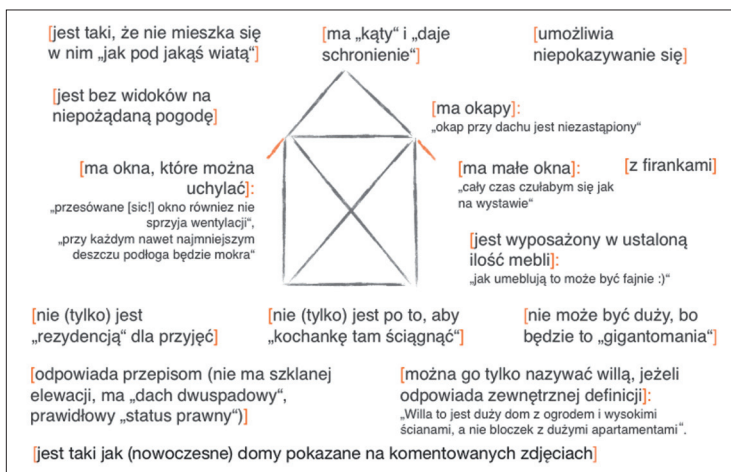 [jest taki, że nie mieszka się
w nim „jak pod jakąś wiatą“]
[ma „kąty“ i „daje
schronienie“]
[umożliwia
niepokazywanie się]
[jest bez widoków na
niepożądaną pogodę]
[ma okapy]:
„okap przy dachu jest niezastąpiony“
[ma okna, które można
uchylać]:
„przesówane [sic!] okno równiez nie
sprzyja wentylacji“,
„przy każdym nawet najmniejszym
deszczu podłoga będzie mokra“
[ma małe okna]:
„cały czas czułabym się jak
na wystawie“
[z firankami]
[jest wyposażony w ustaloną
ilość mebli]:
„jak umeblują to może być fajnie :)“
[nie (tylko) jest
„rezydencją“ dla przyjęć]
[nie (tylko) jest po to, aby
„kochankę tam ściągnąć“]
[nie może być duży, bo
będzie to „gigantomania“]
[odpowiada przepisom (nie ma szklanej
elewacji, ma „dach dwuspadowy“,
prawidłowy „status prawny“)]
[można go tylko nazywać willą, jeżeli
odpowiada zewnętrznej definicji]:
„Willa to jest duży dom z ogrodem i wysokimi
ścianami, a nie bloczek z dużymi apartamentami“.
[jest taki jak (nowoczesne) domy pokazane na komentowanych zdjęciach]